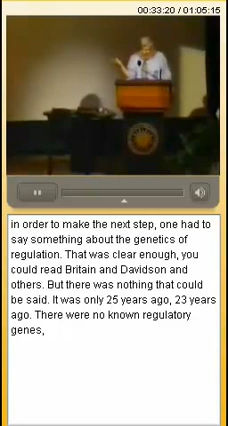 00:33:20 / 01:05:15
in order to make the next step, one had to
say something about the genetics of
regulation. That was clear enough, you
could read Britain and Davidson and
others. But there was nothing that could
be said. It was only 25 years ago, 23 years
ago. There were no known regulatory
genes,